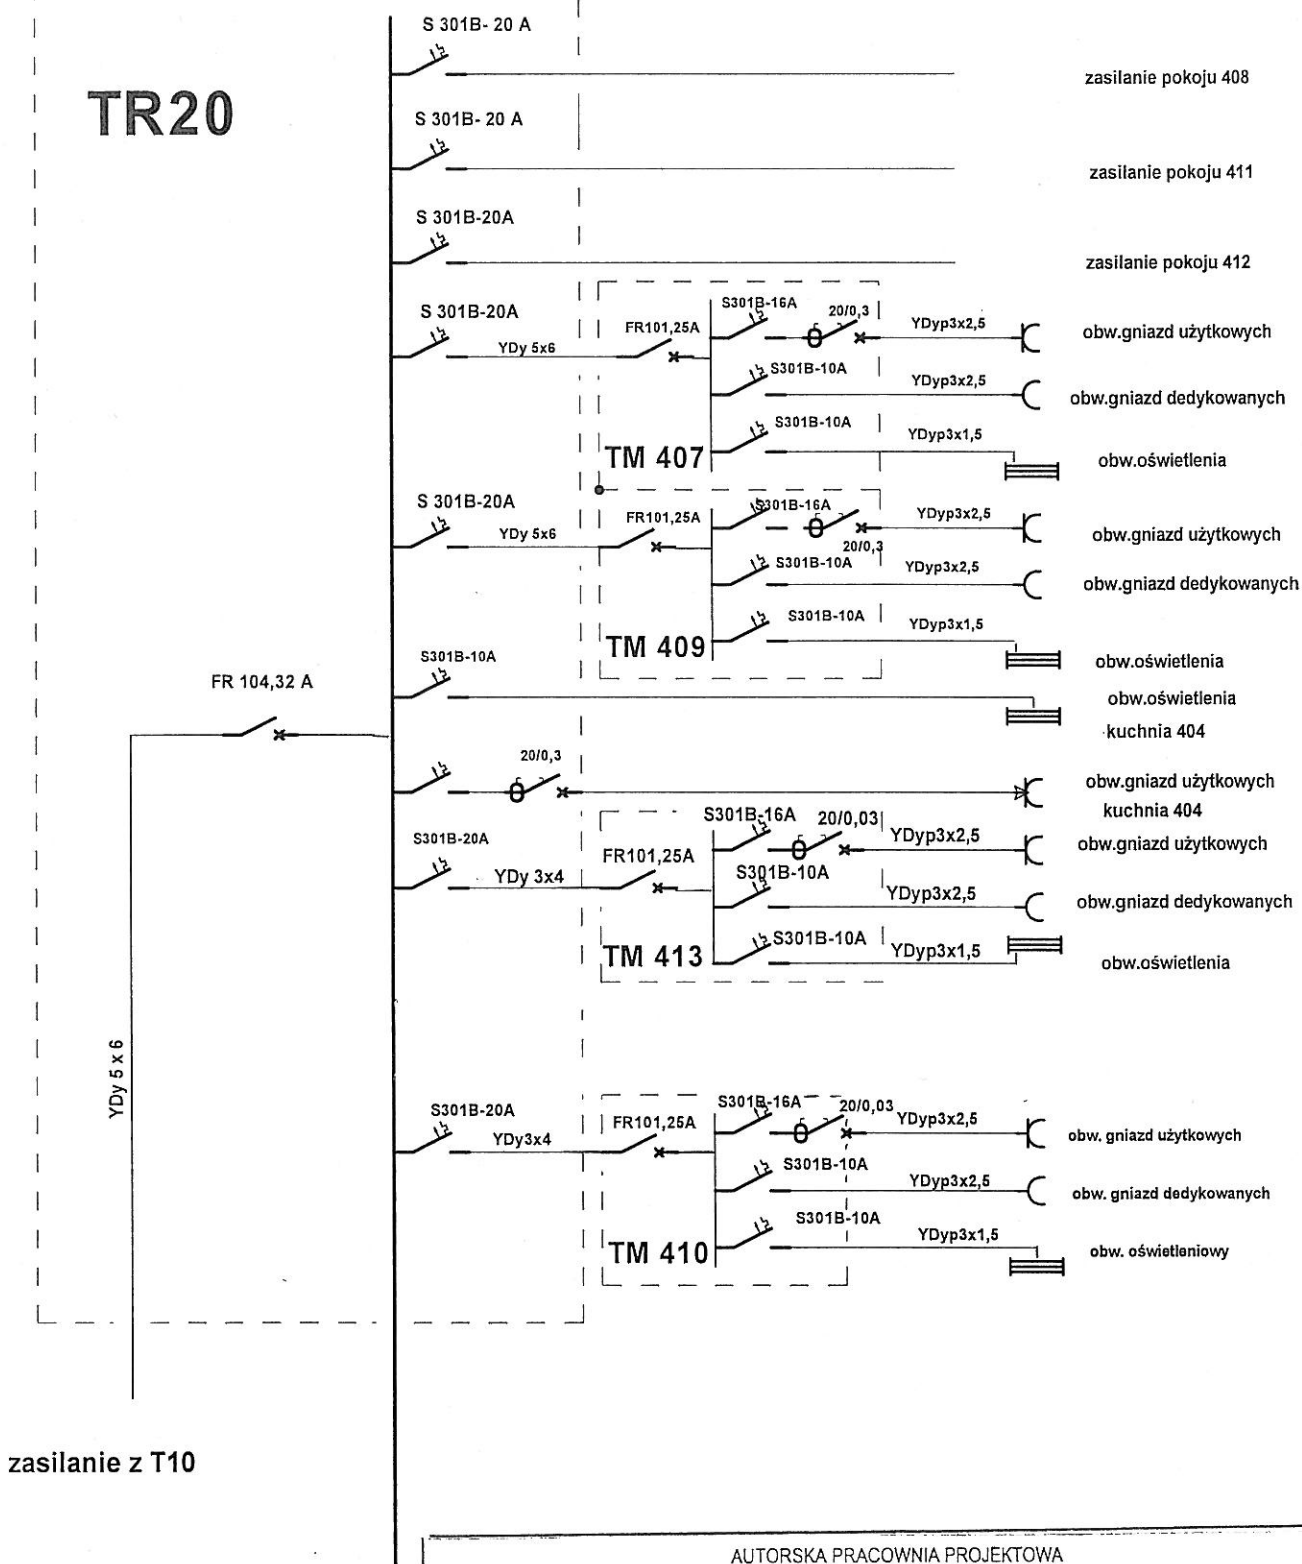 S 301B- 20 A
zasilanie pokoju 408
TR20
S 301B- 20 A
zasilanie pokoju 411
S 301B-20A
zasilanie pokoju 412
S 301B-20A
YDy 5x6
FR101,25A
S301B-16A
20/0,3
YDyp3x2,5
obw.gniazd użytkowych
S301B-10A
YDyp3x2,5
obw.gniazd dedykowanych
S301B-10A
YDyp3x1,5
TM 407
obw.oświetlenia
S 301B-20A
YDy 5x6
FR101,25A
S301B-16A
20/0,3
YDyp3x2,5
obw.gniazd użytkowych
S301B-10A
YDyp3x2,5
obw.gniazd dedykowanych
S301B-10A
YDyp3x1,5
TM 409
obw.oświetlenia
S301B-10A
obw.oświetlenia
kuchnia 404
FR 104,32 A
20/0,3
obw.gniazd użytkowych
kuchnia 404
S301B-20A
YDy 3x4
FR101,25A
S301B-16A
20/0,03
YDyp3x2,5
obw.gniazd użytkowych
S301B-10A
YDyp3x2,5
obw.gniazd dedykowanych
S301B-10A
YDyp3x1,5
TM 413
obw.oświetlenia
YDy 5 x 6
S301B-20A
YDy3x4
FR101,25A
S301B-16A
20/0,03
YDyp3x2,5
obw. gniazd użytkowych
S301B-10A
YDyp3x2,5
obw. gniazd dedykowanych
S301B-10A
YDyp3x1,5
TM 410
obw. oświetleniowy
zasilanie z T10
AUTORSKA PRACOWNIA PROJEKTOWA